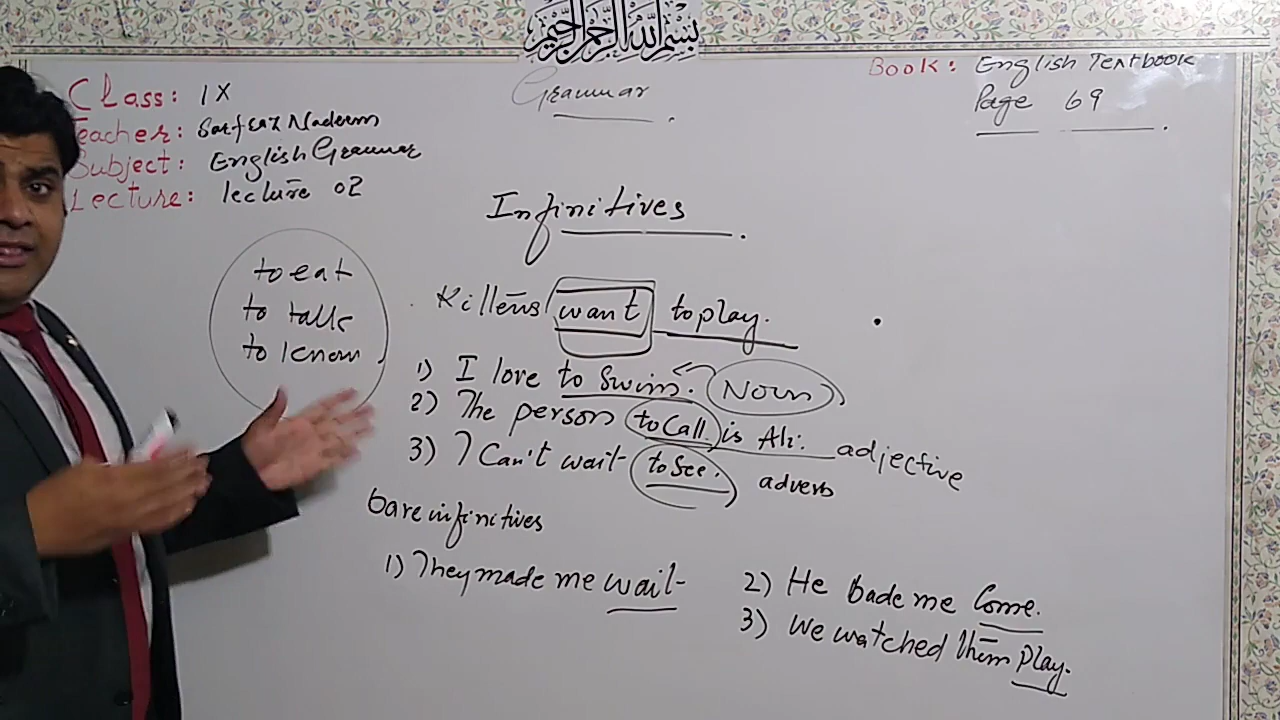 بسم الله الرحمن الرحيم
Grammar
Book: English Textbook
Page 69
Class: IX
Teacher: Sarfraz Nadeem
Subject: English Grammar
Lecture: lecture 02
Infinitives
to eat
to talk
to know
Kittens want to play.
1) I love to Swim. Noun
2) The person to Call is Ali. adjective
3) I Can't wait to See. adverb
bare infinitives
1) They made me wait
2) He bade me Come.
3) We watched them play.